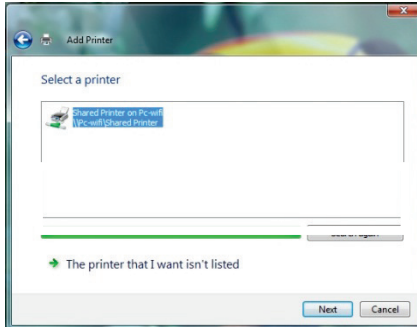 Add Printer
Select a printer
Shared Printer on Pc-wifi
\\Pc-wifi\Shared Printer
The printer that I want isn't listed
Next
Cancel